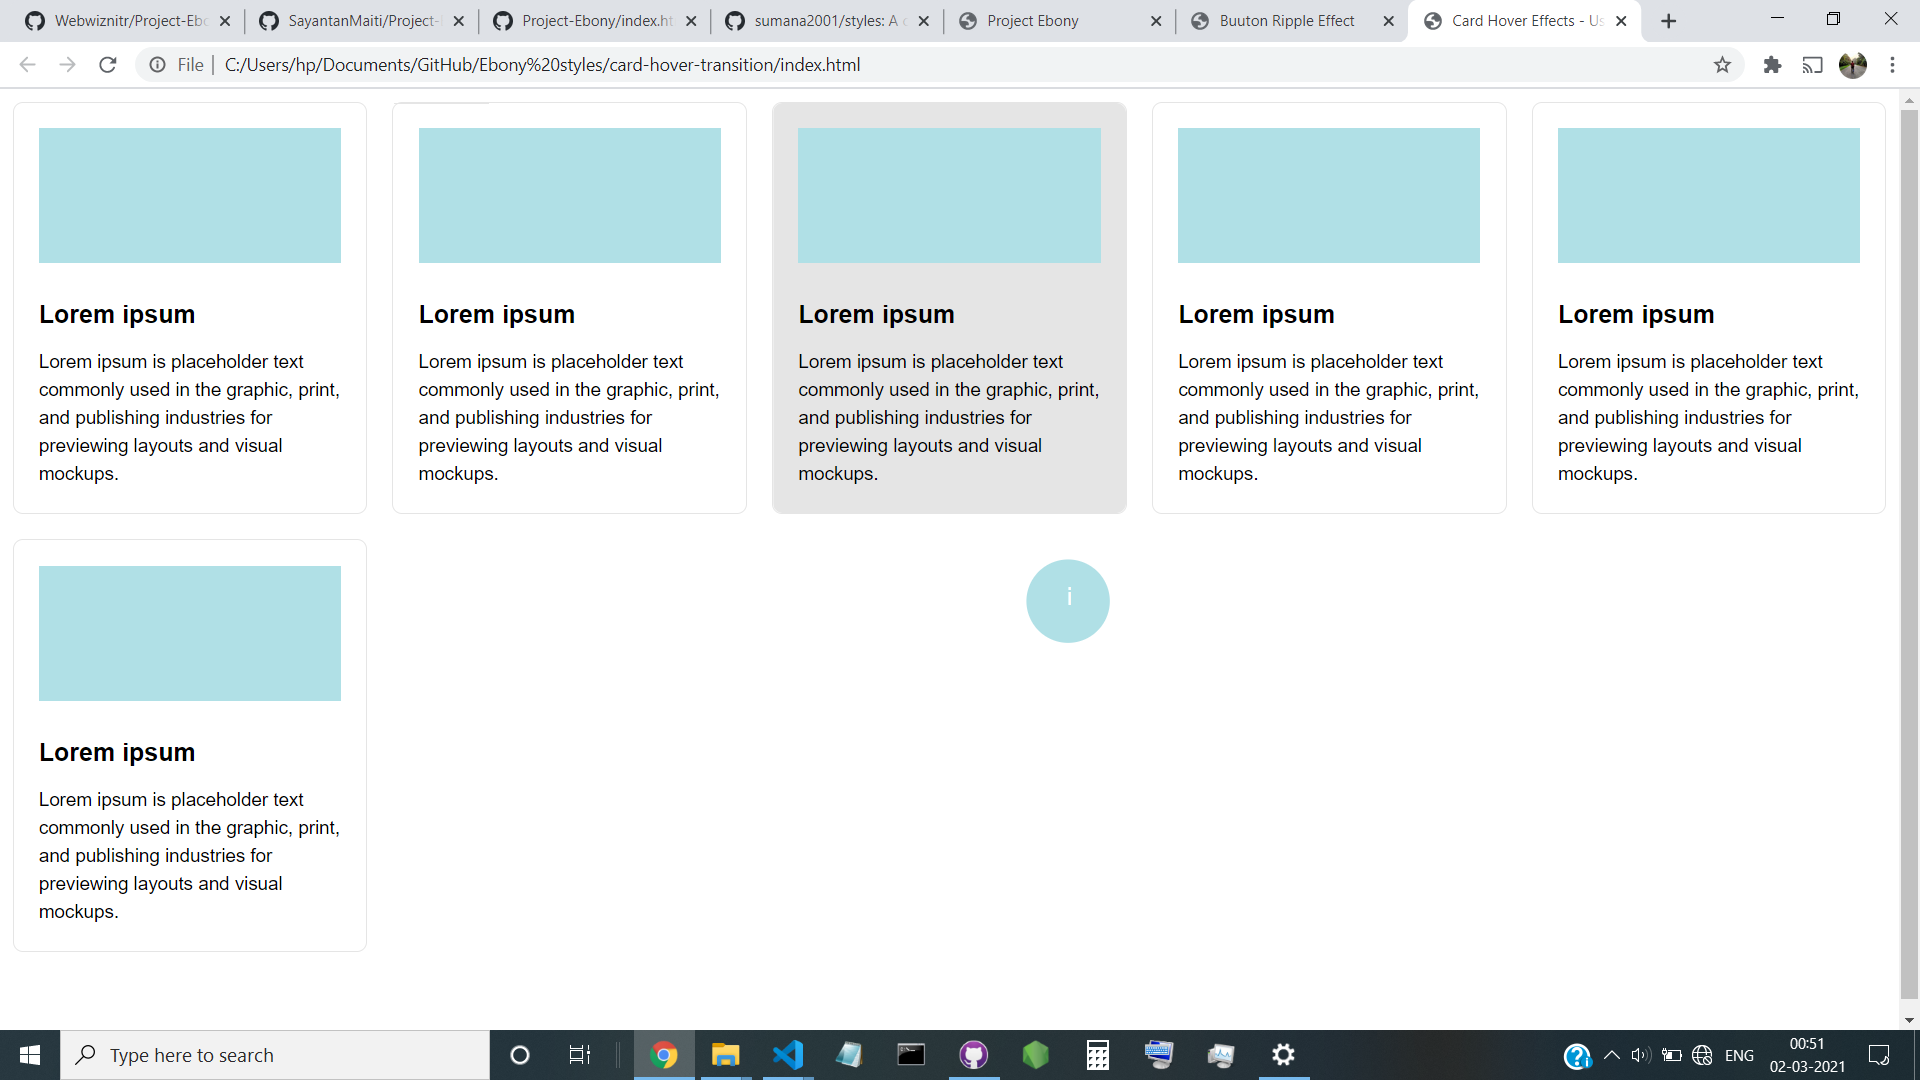 Webwiznitr/Project-Ebo
SayantanMaiti/Project-
Project-Ebony/index.ht
sumana2001/styles: A c
Project Ebony
Buuton Ripple Effect
Card Hover Effects - Us
File
C:/Users/hp/Documents/GitHub/Ebony%20styles/card-hover-transition/index.html
Lorem ipsum
Lorem ipsum is placeholder text
commonly used in the graphic, print,
and publishing industries for
previewing layouts and visual
mockups.
Lorem ipsum
Lorem ipsum is placeholder text
commonly used in the graphic, print,
and publishing industries for
previewing layouts and visual
mockups.
Lorem ipsum
Lorem ipsum is placeholder text
commonly used in the graphic, print,
and publishing industries for
previewing layouts and visual
mockups.
Lorem ipsum
Lorem ipsum is placeholder text
commonly used in the graphic, print,
and publishing industries for
previewing layouts and visual
mockups.
Lorem ipsum
Lorem ipsum is placeholder text
commonly used in the graphic, print,
and publishing industries for
previewing layouts and visual
mockups.
Lorem ipsum
Lorem ipsum is placeholder text
commonly used in the graphic, print,
and publishing industries for
previewing layouts and visual
mockups.
i
Type here to search
ENG
00:51
02-03-2021